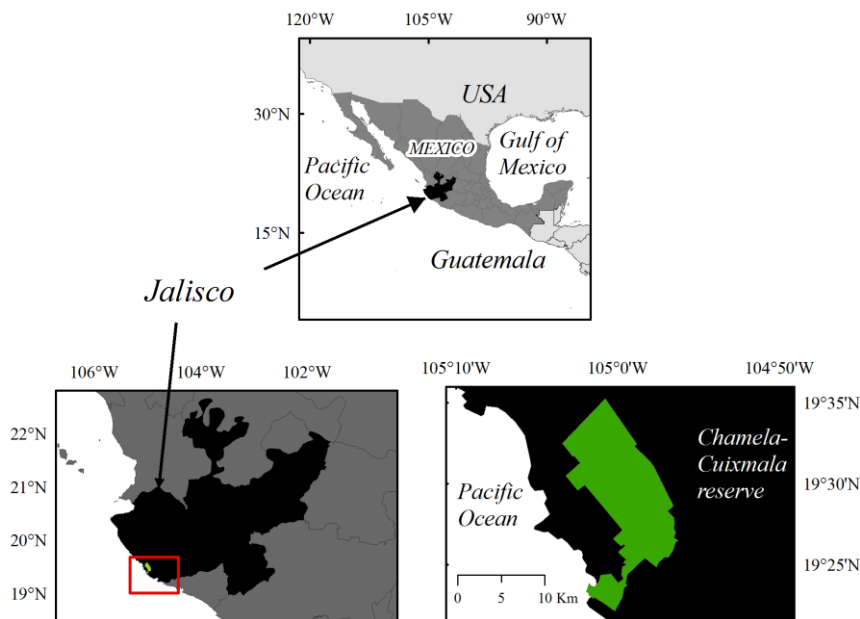 120°W 105°W 90°W
USA
30°N
MEXICO
Gulf of
Mexico
Pacific
Ocean
15°N
Guatemala
Jalisco
106°W 104°W 102°W
22°N
21°N
20°N
19°N
105°10'W 105°0'W 104°50'W
19°35'N
Chamela-
Cuixmala
reserve
19°30'N
Pacific
Ocean
19°25'N
0 5 10 Km